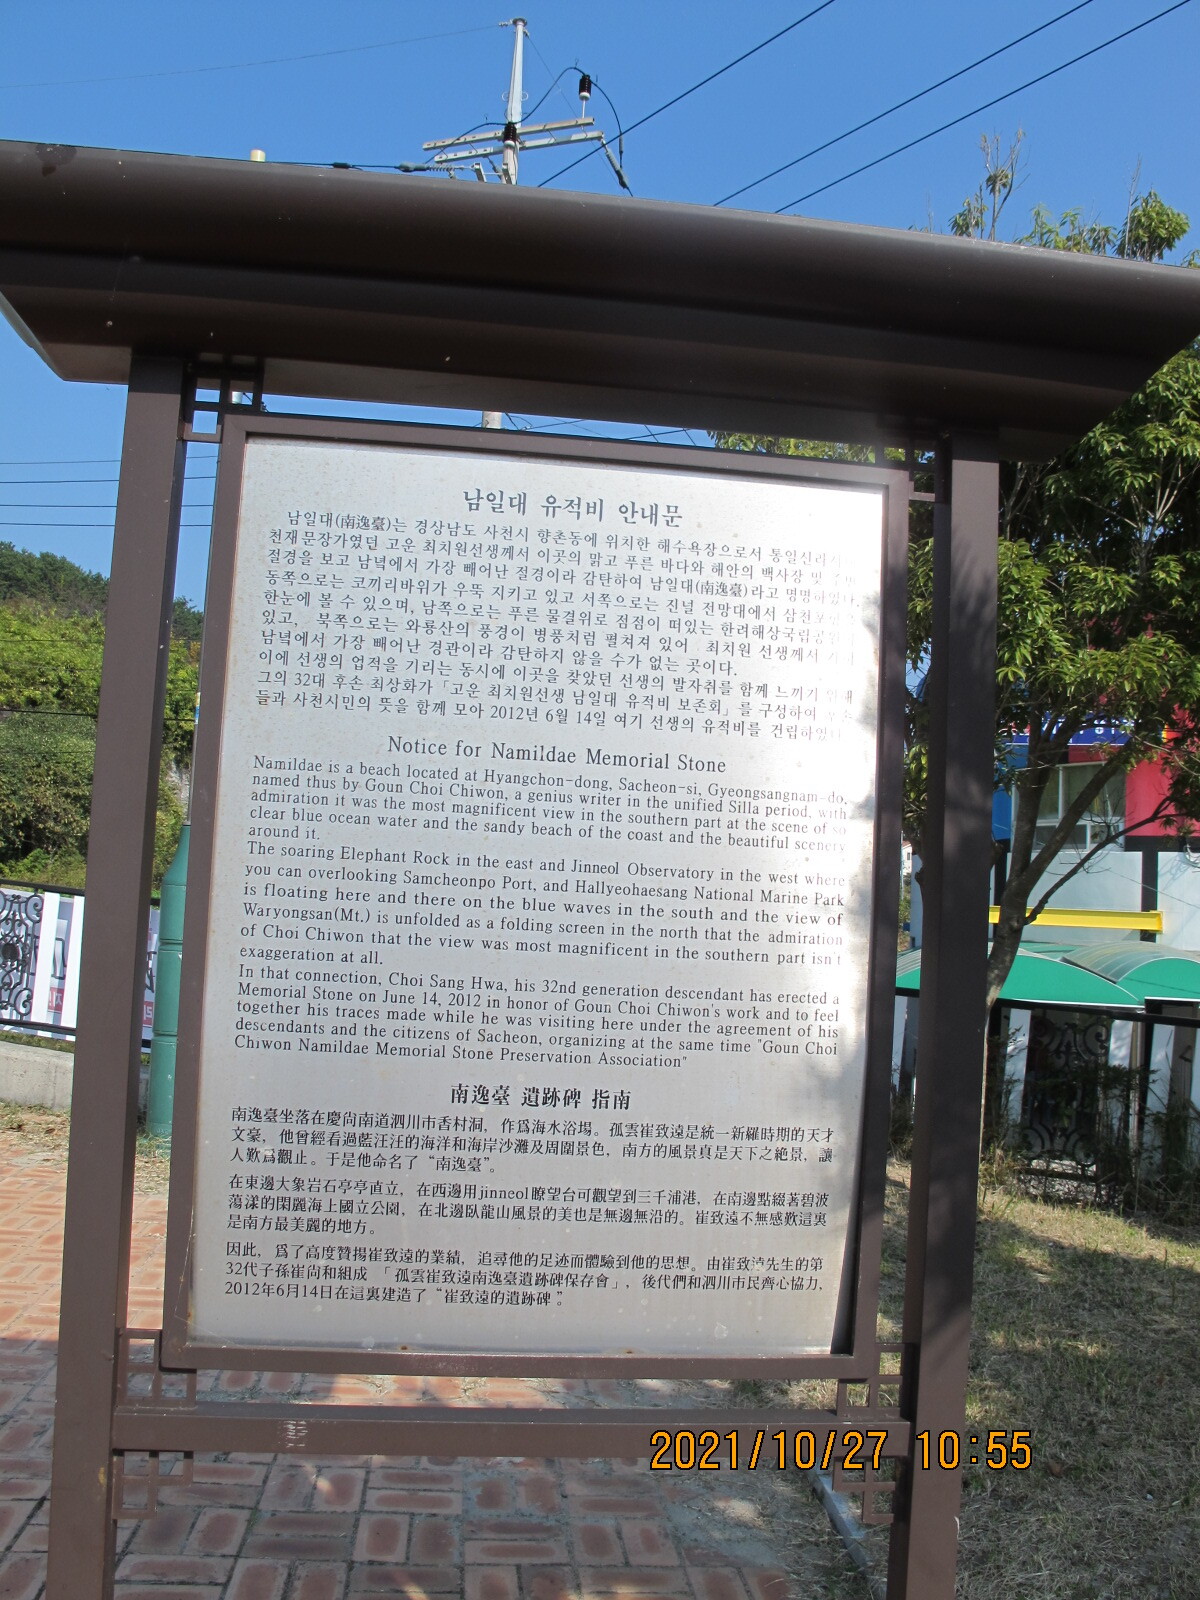 남일대 유적비 안내문
남일대(南逸臺)는 경상남도 사천시 향촌동에 위치한 해수욕장으로서 통일신라시
천재문장가였던 고운 최치원선생께서 이곳의 맑고 푸른 바다와 해안의 백사장 및
절경을 보고 남녘에서 가장 빼어난 절경이라 감탄하여 남일대(南逸臺)라고 명명하였다.
동쪽으로는 코끼리바위가 우뚝 지키고 있고 서쪽으로는 진널 전망대에서
한눈에 볼 수 있으며, 남쪽으로는 푸른 물결위로 점점이 떠있는
있고, 북쪽으로는 와룡산의 풍경이 병풍처럼 펼쳐져 있어 최치원 선생께서
남녘에서 가장 빼어난 경관이라 감탄하지 않을 수가 없는 곳이다.
이에 선생의 업적을 기리는 동시에 이곳을 찾았던 선생의 발자취를 함께 느끼기
그의 32대 후손 최상화가「고운 최치원선생 남일대 유적비 보존회」를 구성하여
들과 사천시민의 뜻을 함께 모아 2012년 6월 14일 여기 선생의 유적비를
Notice for Namildae Memorial Stone
Namildae is a beach located at Hyangchon-dong, Sacheon-si, Gyeongsangnam-do,
named thus by Goun Choi Chiwon, a genius writer in the unified Silla period, with
admiration it was the most magnificent view in the southern part at the scene of so
clear blue ocean water and the sandy beach of the coast and the beautiful scenery
around it.
The soaring Elephant Rock in the east and Jinneol Observatory in the west where
you can overlooking Samcheonpo Port, and Hallyeohaesang National Marine Park
is floating here and there on the blue waves in the south and the view of
Waryongsan(Mt.) is unfolded as a folding screen in the north that the admiration
of Choi Chiwon that the view was most magnificent in the southern part isn't
exaggeration at all.
In that connection, Choi Sang Hwa, his 32nd generation descendant has erected a
Memorial Stone on June 14, 2012 in honor of Goun Choi Chiwon's work and to feel
together his traces made while he was visiting here under the agreement of his
descendants and the citizens of Sacheon, organizing at the same time "Goun Choi
Chiwon Namildae Memorial Stone Preservation Association"
南逸臺 遺跡碑 指南
南逸臺坐落在慶尙南道泗川市香村洞, 作爲海水浴場。孤雲崔致遠是統一新羅時期的天才
文豪, 他曾經看過藍汪汪的海洋和海岸沙灘及周圍景色, 南方的風景真是天下之絶景, 讓
人歎爲觀止。于是他命名了 “南逸臺”。
在東邊大象岩石亭亭直立, 在西邊用jinneol瞭望台可觀望到三千浦港, 在南邊點綴著碧波
蕩漾的閑麗海上國立公園, 在北邊臥龍山風景的美也是無邊無沿的。崔致遠不無感歎這裏
是南方最美麗的地方。
因此, 爲了高度贊揚崔致遠的業績, 追尋他的足迹而體驗到他的思想。由崔致遠先生的第
32代子孫崔尙和組成 「孤雲崔致遠南逸臺遺跡碑保存會」, 後代們和泗川市民齊心協力,
2012年6月14日在這裏建造了 “崔致遠的遺跡碑”。
2021/10/27 10:55